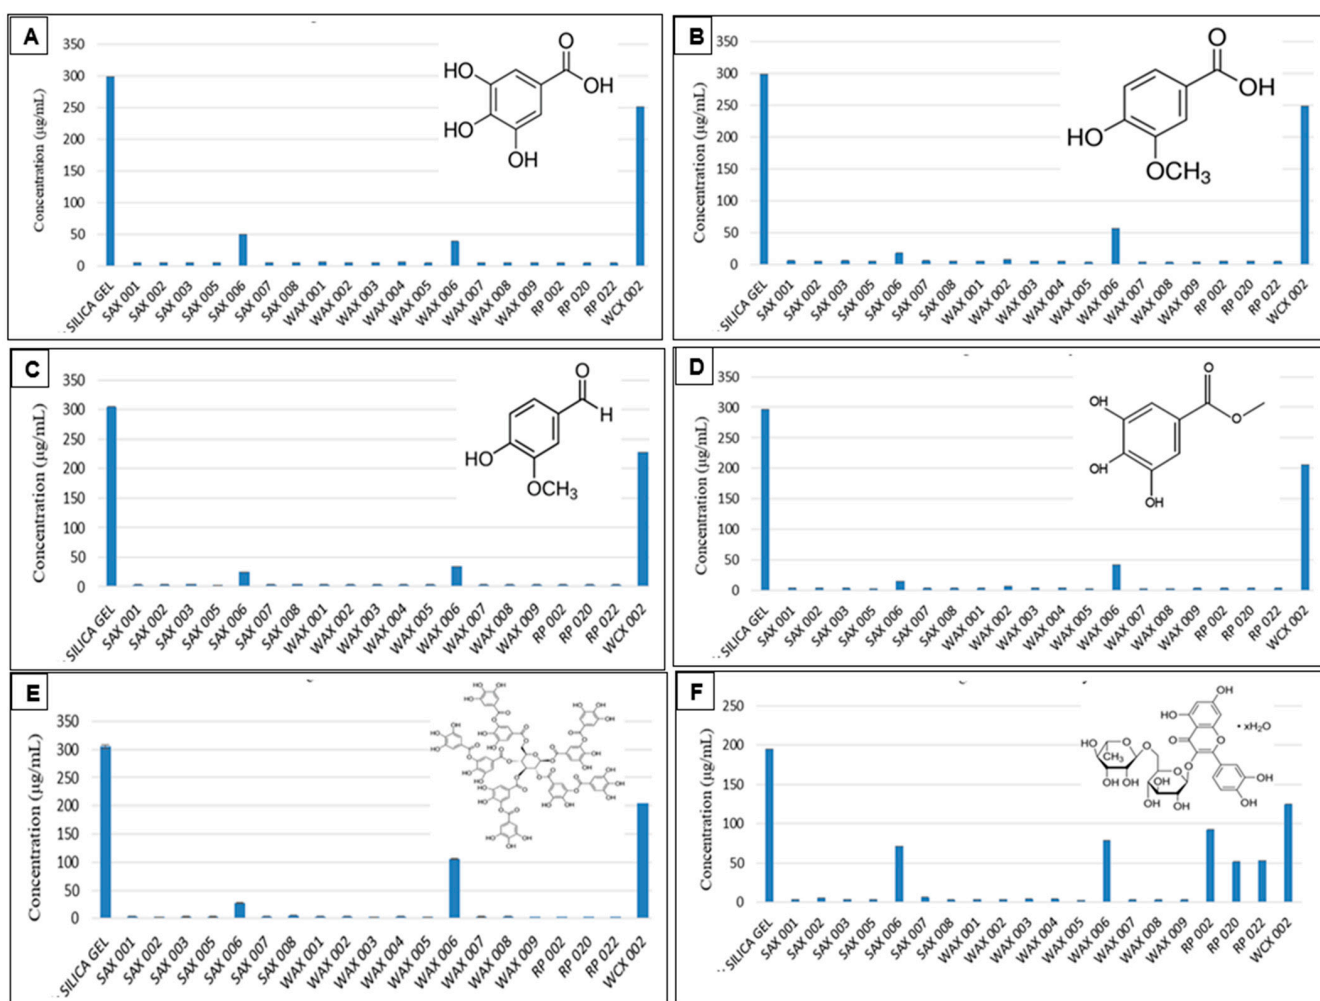 A
Concentration (µg/mL)
350
300
250
200
150
100
50
0
O
HO
OH
HO
OH
SILICA GEL
SAX 001
SAX 002
SAX 003
SAX 005
SAX 006
SAX 007
SAX 008
WAX 001
WAX 002
WAX 003
WAX 004
WAX 005
WAX 006
WAX 007
WAX 008
WAX 009
RP 002
RP 020
RP 022
WCX 002
B
Concentration (µg/mL)
350
300
250
200
150
100
50
0
O
OH
HO
OCH3
SILICA GEL
SAX 001
SAX 002
SAX 003
SAX 005
SAX 006
SAX 007
SAX 008
WAX 001
WAX 002
WAX 003
WAX 004
WAX 005
WAX 006
WAX 007
WAX 008
WAX 009
RP 002
RP 020
RP 022
WCX 002
C
Concentration (µg/mL)
350
300
250
200
150
100
50
0
O
H
HO
OCH3
SILICA GEL
SAX 001
SAX 002
SAX 003
SAX 005
SAX 006
SAX 007
SAX 008
WAX 001
WAX 002
WAX 003
WAX 004
WAX 005
WAX 006
WAX 007
WAX 008
WAX 009
RP 002
RP 020
RP 022
WCX 002
D
Concentration (µg/mL)
350
300
250
200
150
100
50
0
O
OH
O
OH
OH
SILICA GEL
SAX 001
SAX 002
SAX 003
SAX 005
SAX 006
SAX 007
SAX 008
WAX 001
WAX 002
WAX 003
WAX 004
WAX 005
WAX 006
WAX 007
WAX 008
WAX 009
RP 002
RP 020
RP 022
WCX 002
E
Concentration (µg/mL)
350
300
250
200
150
100
50
0
SILICA GEL
SAX 001
SAX 002
SAX 003
SAX 005
SAX 006
SAX 007
SAX 008
WAX 001
WAX 002
WAX 003
WAX 004
WAX 005
WAX 006
WAX 007
WAX 008
WAX 009
RP 002
RP 020
RP 022
WCX 002
F
Concentration (µg/mL)
250
200
150
100
50
0
OH
OH
• xH2O
O
O
OH
O
O
CH3
O
O
OH
OH
OH
OH
HO
OH
OH
OH
SILICA GEL
SAX 001
SAX 002
SAX 003
SAX 005
SAX 006
SAX 007
SAX 008
WAX 001
WAX 002
WAX 003
WAX 004
WAX 005
WAX 006
WAX 007
WAX 008
WAX 009
RP 002
RP 020
RP 022
WCX 002